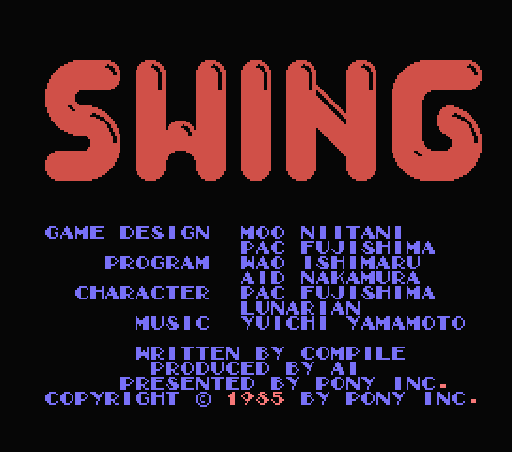 SWING
GAME DESIGN MOO NIITANI
PAC FUJISHIMA
PROGRAM WAO ISHIMARU
AID NAKAMURA
CHARACTER PAC FUJISHIMA
LUNARIAN
MUSIC YUICHI YAMAMOTO
WRITTEN BY COMPILE
PRODUCED BY AI
PRESENTED BY PONY INC.
COPYRIGHT © 1985 BY PONY INC.